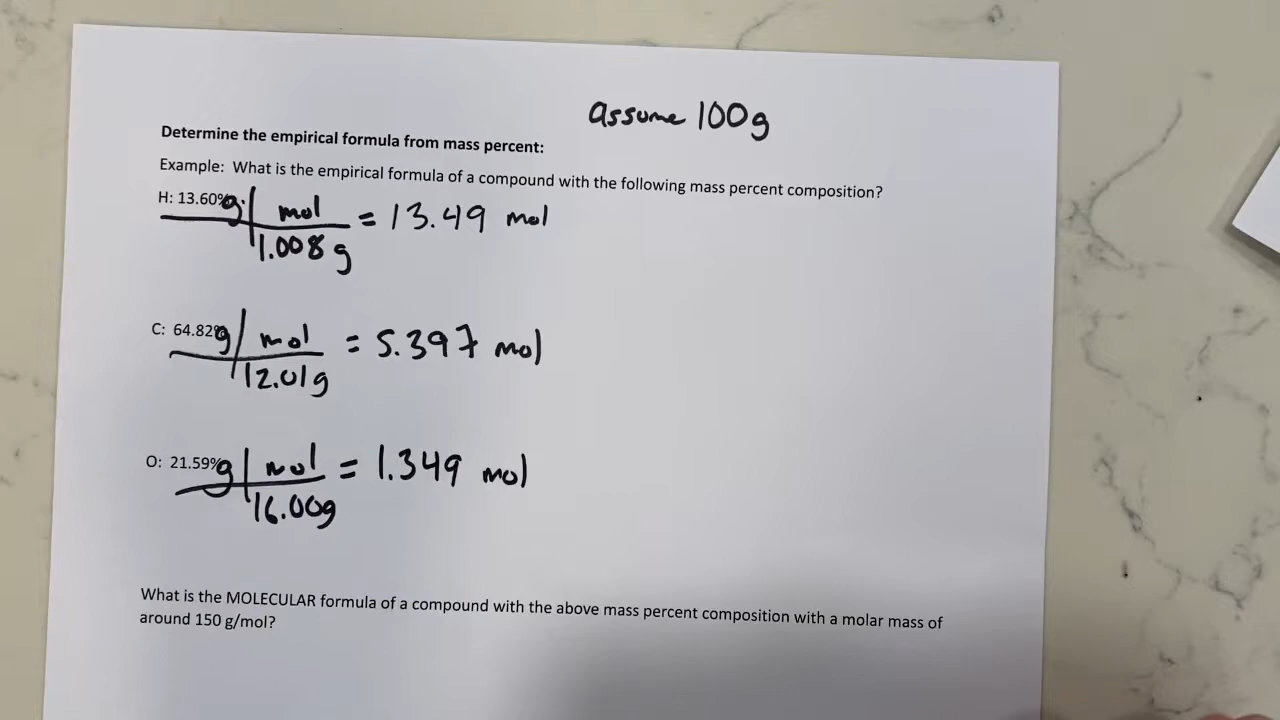 assume 100g
Determine the empirical formula from mass percent:
Example: What is the empirical formula of a compound with the following mass percent composition?
H: 13.60% g | mol = 13.49 mol
1.008 g
C: 64.82% g | mol = 5.397 mol
12.01g
O: 21.59% g | mol = 1.349 mol
16.00g
What is the MOLECULAR formula of a compound with the above mass percent composition with a molar mass of
around 150 g/mol?